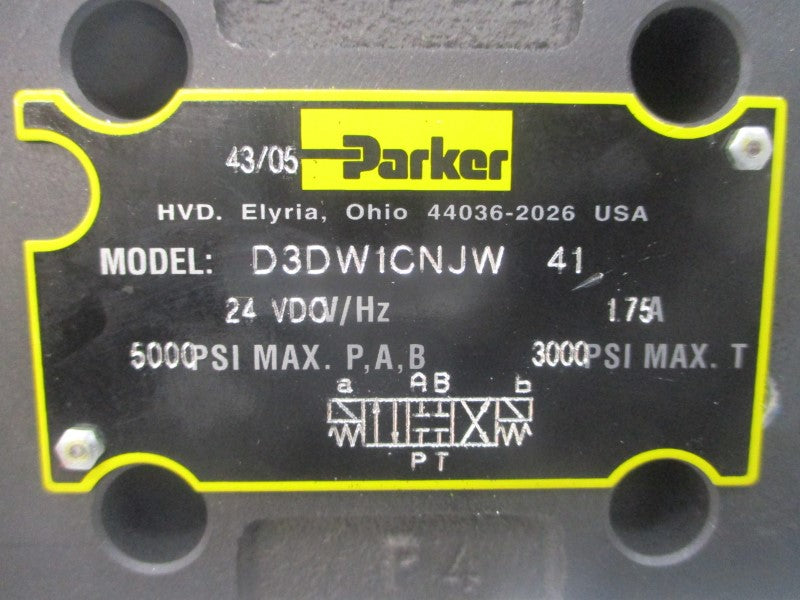 43/05 Parker
HVD. Elyria, Ohio 44036-2026 USA
MODEL: D3DW1CNJW 41
24 VDC V/Hz 1.75A
5000 PSI MAX. P,A,B 3000 PSI MAX. T
a AB b
PT
P4